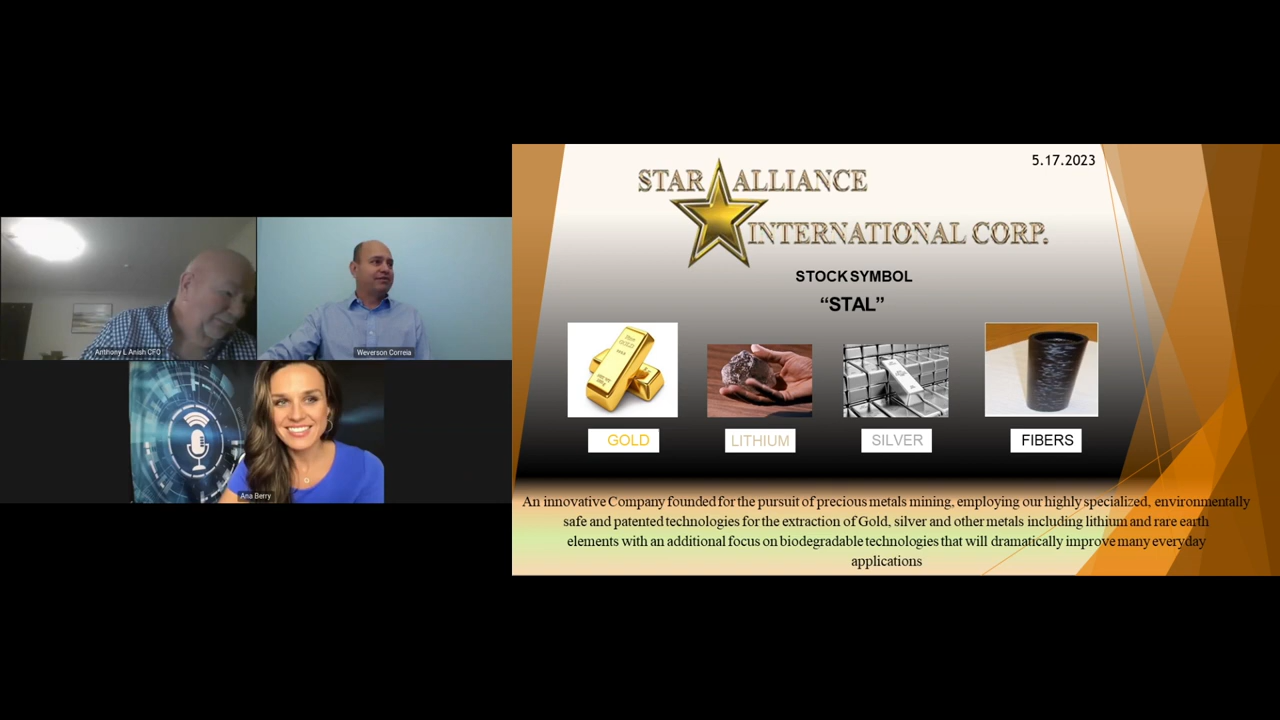 Anthony L Anish CFO
Weverson Correia
Ana Berry
5.17.2023
STAR ALLIANCE
INTERNATIONAL CORP.
STOCK SYMBOL
“STAL”
GOLD
LITHIUM
SILVER
FIBERS
An innovative Company founded for the pursuit of precious metals mining, employing our highly specialized, environmentally
safe and patented technologies for the extraction of Gold, silver and other metals including lithium and rare earth
elements with an additional focus on biodegradable technologies that will dramatically improve many everyday
applications